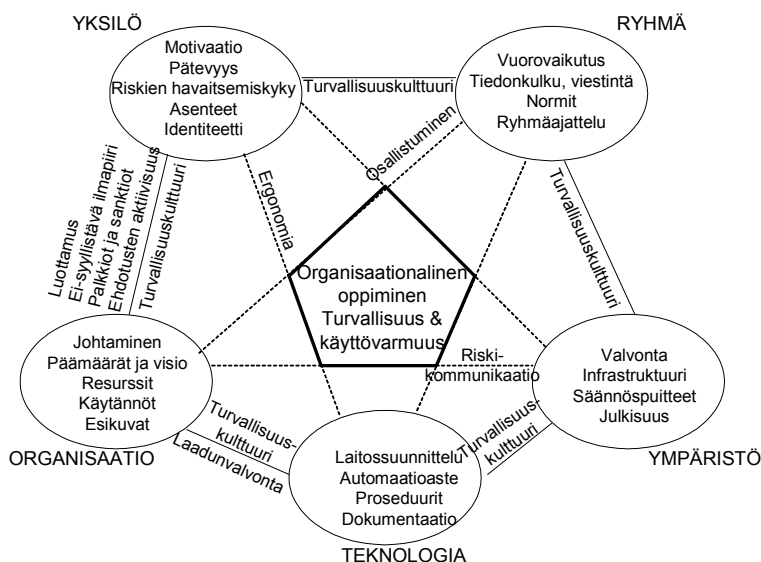 YKSILÖ
Motivaatio
Pätevyys
Riskien havaitsemiskyky
Asenteet
Identiteetti
RYHMÄ
Vuorovaikutus
Tiedonkulku, viestintä
Normit
Ryhmäajattelu
Turvallisuuskulttuuri
Osallistuminen
Ergonomia
Luottamus
Ei-syyllistävä ilmapiiri
Palkkiot ja sanktiot
Ehdotusten aktiivisuus
Turvallisuuskulttuuri
Turvallisuuskulttuuri
Organisaationalinen
oppiminen
Turvallisuus &
käyttövarmuus
Johtaminen
Päämäärät ja visio
Resurssit
Käytännöt
Esikuvat
ORGANISAATIO
Riski-
kommunikaatio
Valvonta
Infrastruktuuri
Säännöspuitteet
Julkisuus
YMPÄRISTÖ
Turvallisuus-
kulttuuri
Laadunvalvonta
Turvallisuus-
kulttuuri
Laitossuunnittelu
Automaatioaste
Proseduurit
Dokumentaatio
TEKNOLOGIA